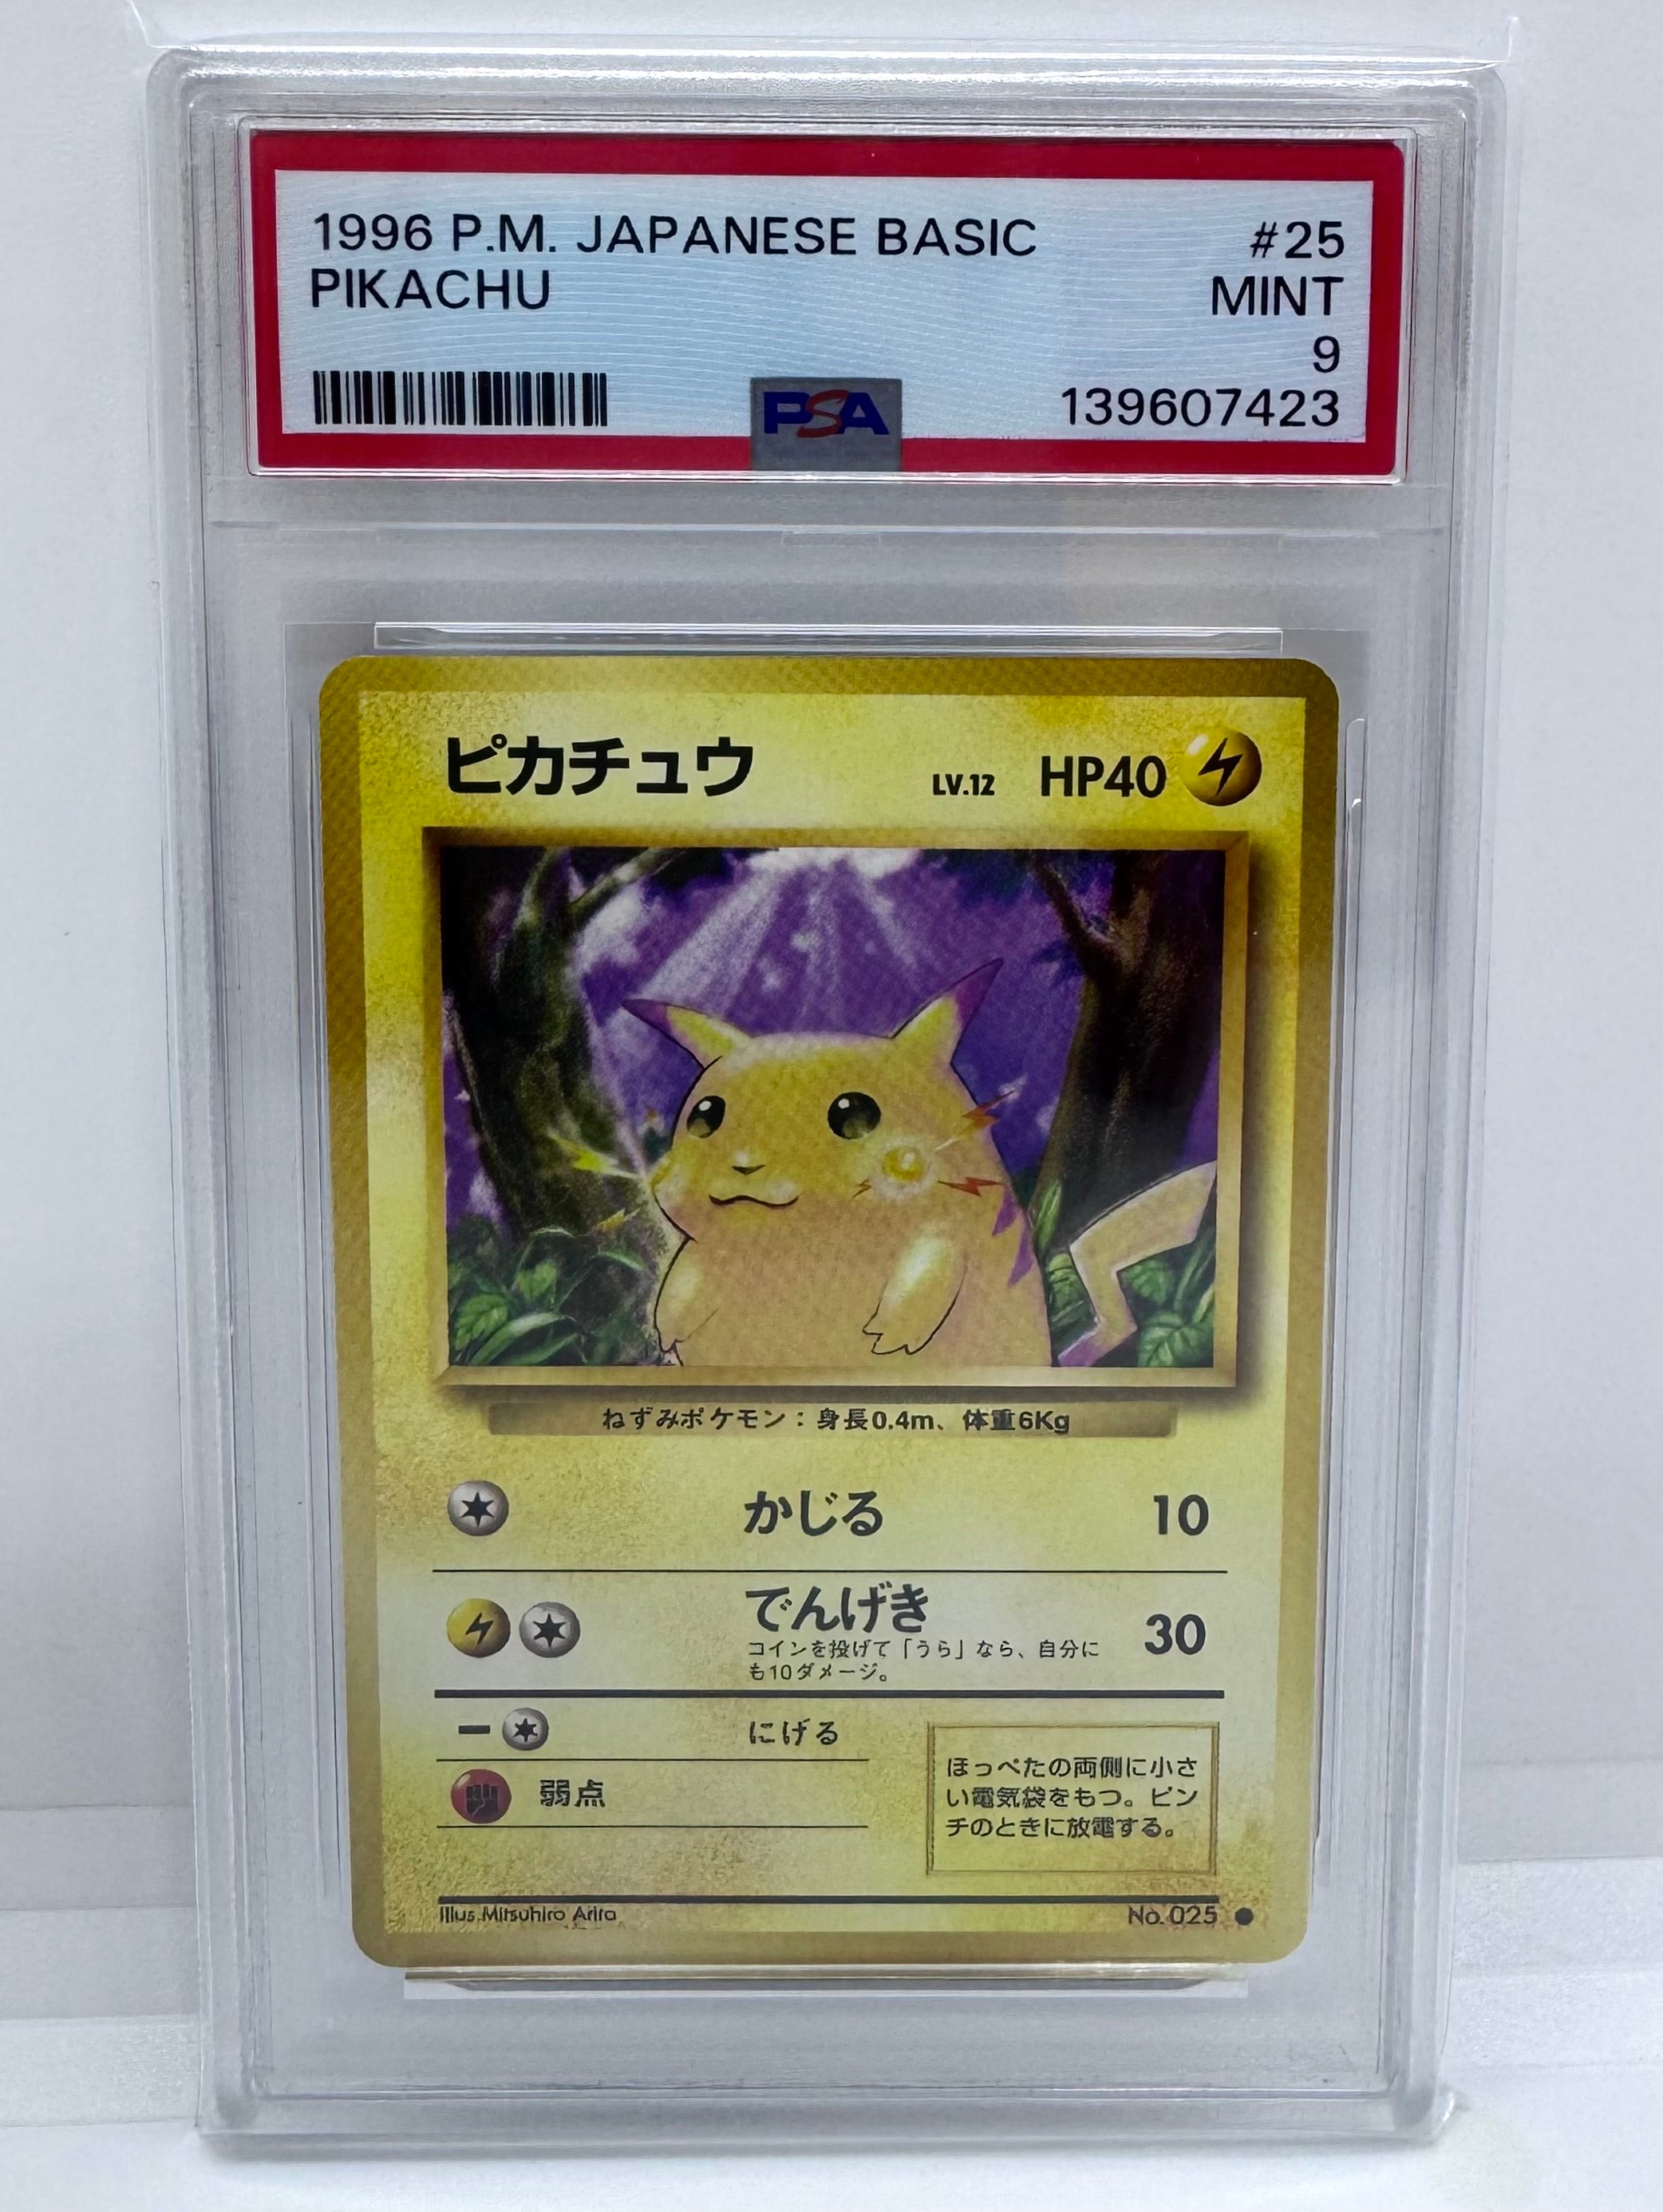 1996 P.M. JAPANESE BASIC #25
PIKACHU MINT
9
PSA 139607423
ピカチュウ LV.12 HP40
ねずみポケモン：身長0.4m、体重6Kg
かじる 10
でんげき 30
コインを投げて「うら」なら、自分に
も10ダメージ。
にげる
弱点
ほっぺたの両側に小さ
い電気袋をもつ。ピン
チのときに放電する。
Illus.Mitsuhiro Arita No. 025